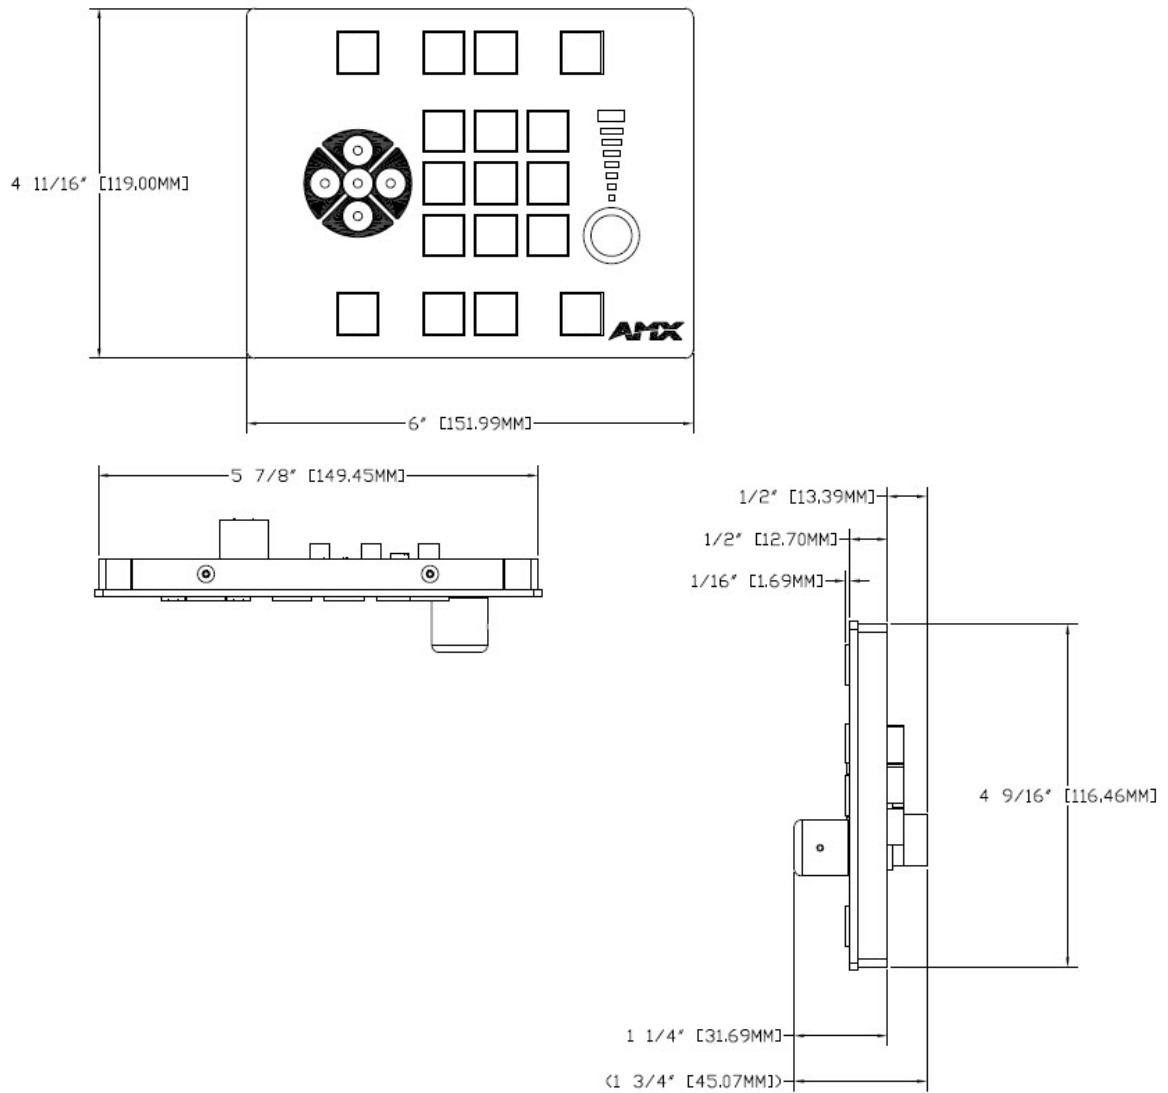 4 11/16" [119.00MM]
AMX
6" [151.99MM]
5 7/8" [149.45MM]
1/2" [13.39MM]
1/2" [12.70MM]
1/16" [1.69MM]
4 9/16" [116.46MM]
1 1/4" [31.69MM]
(1 3/4" [45.07MM])